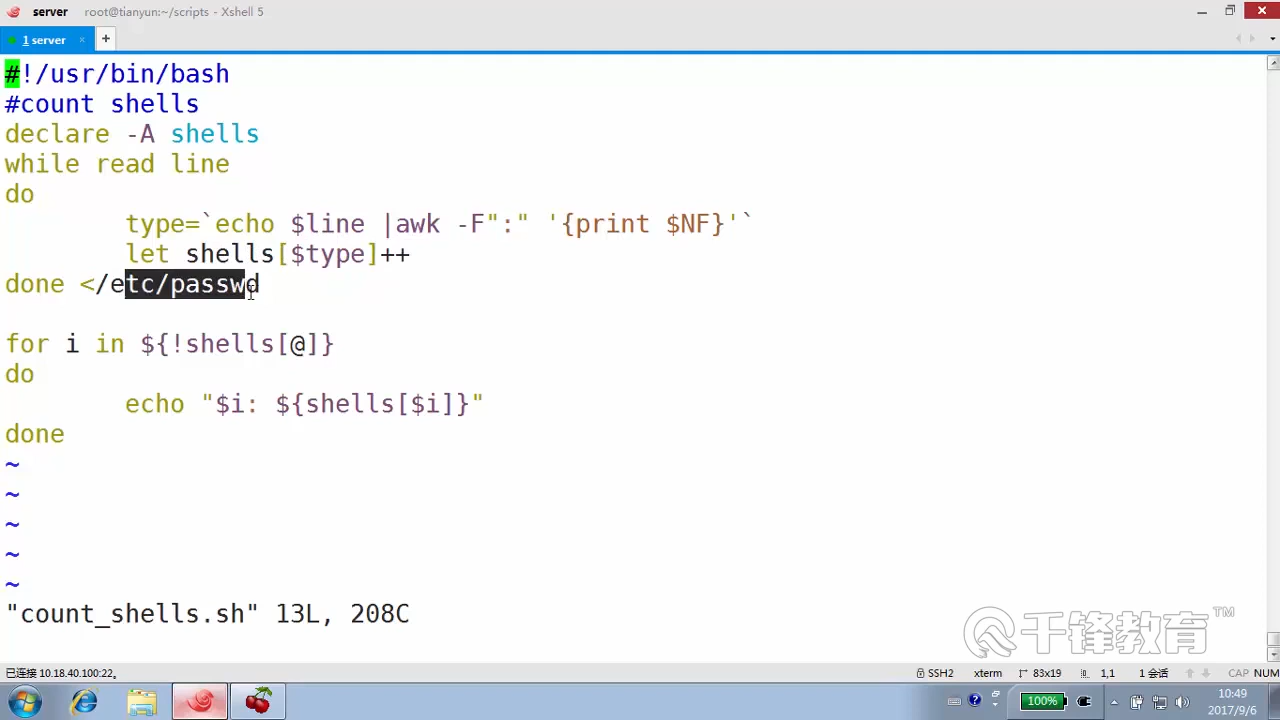 server root@tianyun:~/scripts - Xshell 5
1 server × +
#!/usr/bin/bash
#count shells
declare -A shells
while read line
do
type=`echo $line |awk -F":" '{print $NF}'`
let shells[$type]++
done </etc/passwd
for i in ${!shells[@]}
do
echo "$i: ${shells[$i]}"
done
~
~
~
~
~
"count_shells.sh" 13L, 208C
千锋教育™
已连接 10.18.40.100:22。 SSH2 xterm 83x19 1,1 1 会话 CAP NUM
100% 10:49
2017/9/6